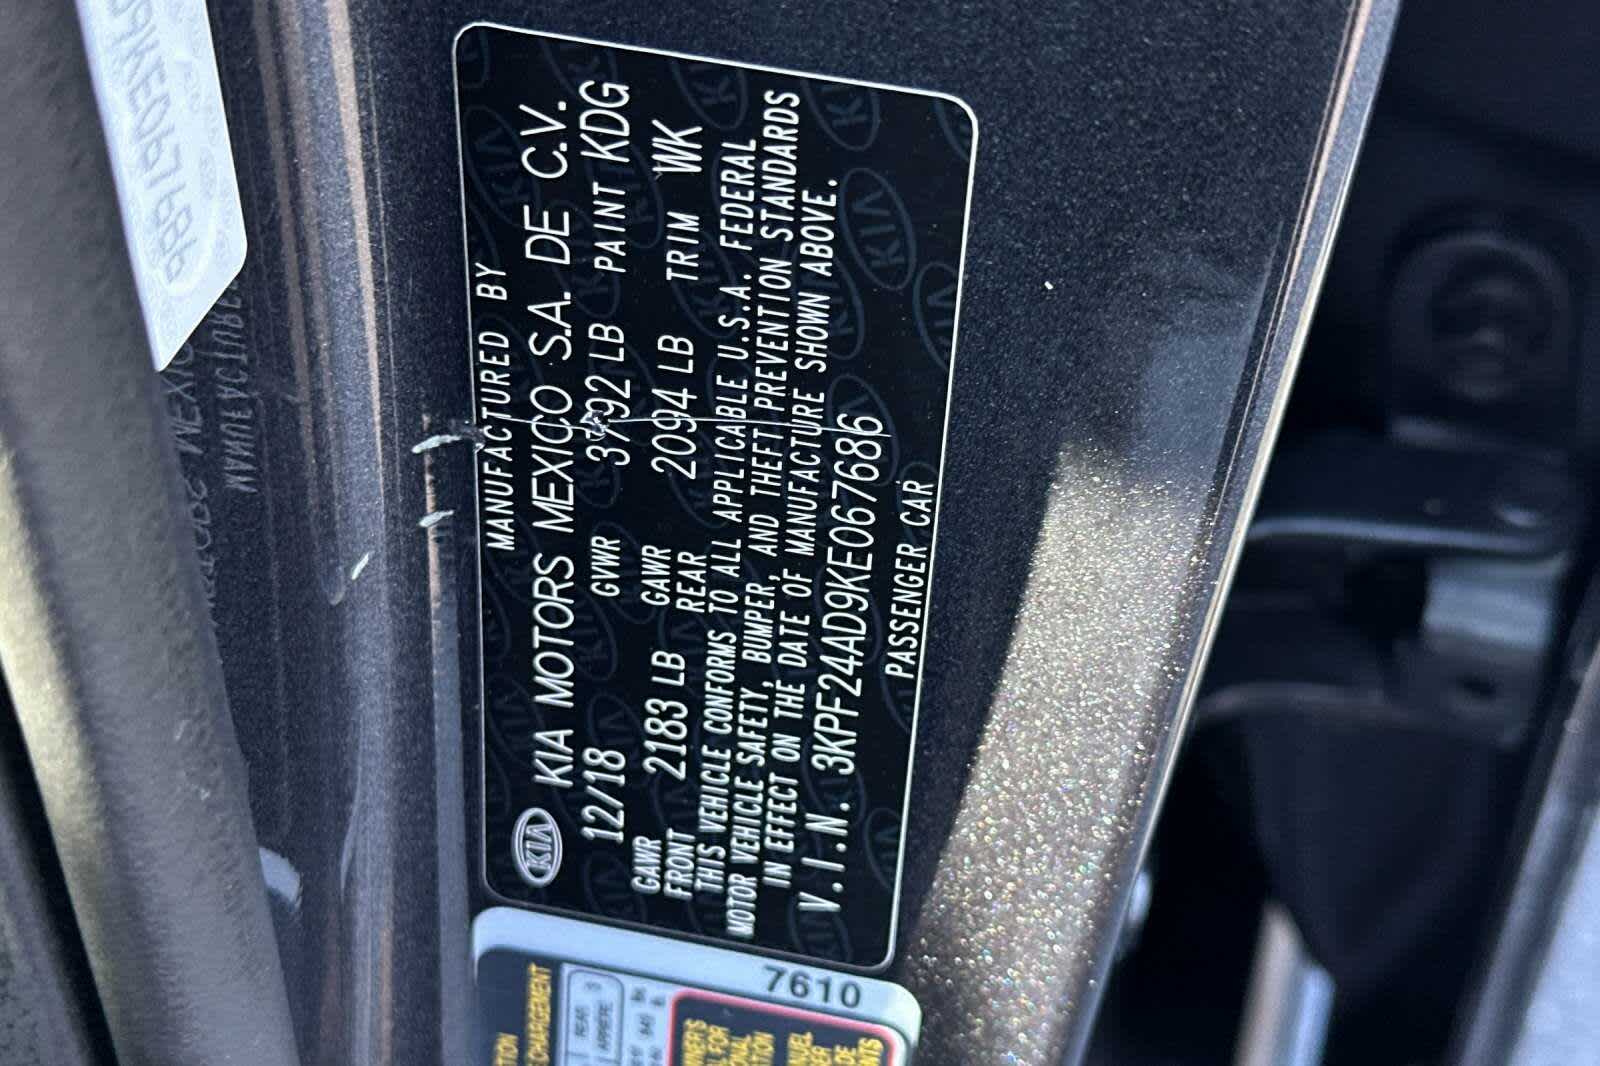 MANUFACTURED BY
KIA KIA MOTORS MEXICO S.A. DE C.V.
12/18 GVWR 3792 LB PAINT KDG
GAWR FRONT 2183 LB GAWR REAR 2094 LB TRIM WK
THIS VEHICLE CONFORMS TO ALL APPLICABLE U.S.A. FEDERAL
MOTOR VEHICLE SAFETY, BUMPER, AND THEFT PREVENTION STANDARDS
IN EFFECT ON THE DATE OF MANUFACTURE SHOWN ABOVE.
V.I.N. 3KPF24AD9KE067686
PASSENGER CAR
7610